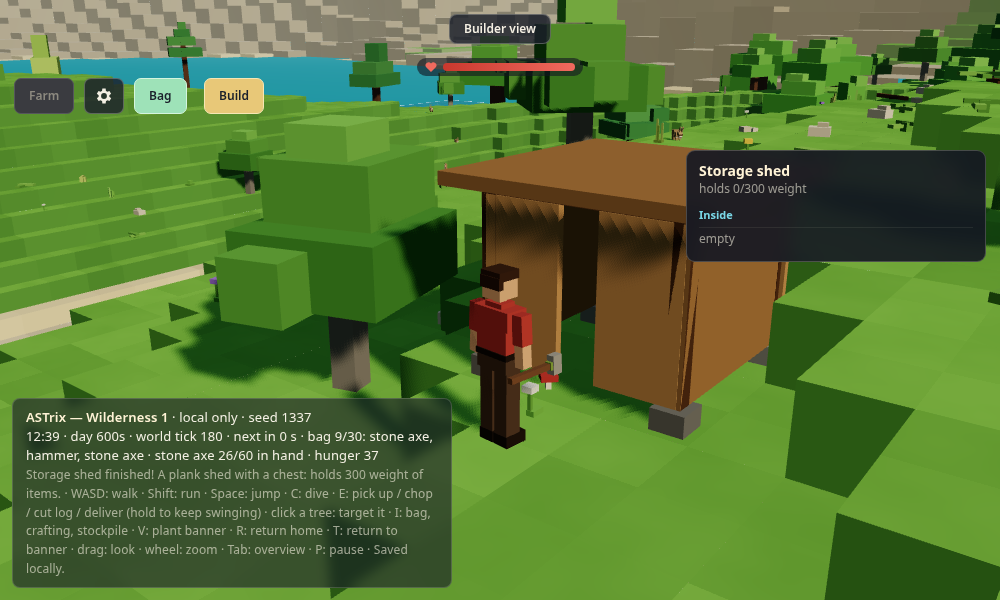 Builder view
Farm
Bag
Build
Storage shed
holds 0/300 weight
Inside
empty
ASTrix — Wilderness 1 · local only · seed 1337
12:39 · day 600s · world tick 180 · next in 0 s · bag 9/30: stone axe,
hammer, stone axe · stone axe 26/60 in hand · hunger 37
Storage shed finished! A plank shed with a chest: holds 300 weight of
items. · WASD: walk · Shift: run · Space: jump · C: dive · E: pick up / chop
/ cut log / deliver (hold to keep swinging) · click a tree: target it · I: bag,
crafting, stockpile · V: plant banner · R: return home · T: return to
banner · drag: look · wheel: zoom · Tab: overview · P: pause · Saved
locally.